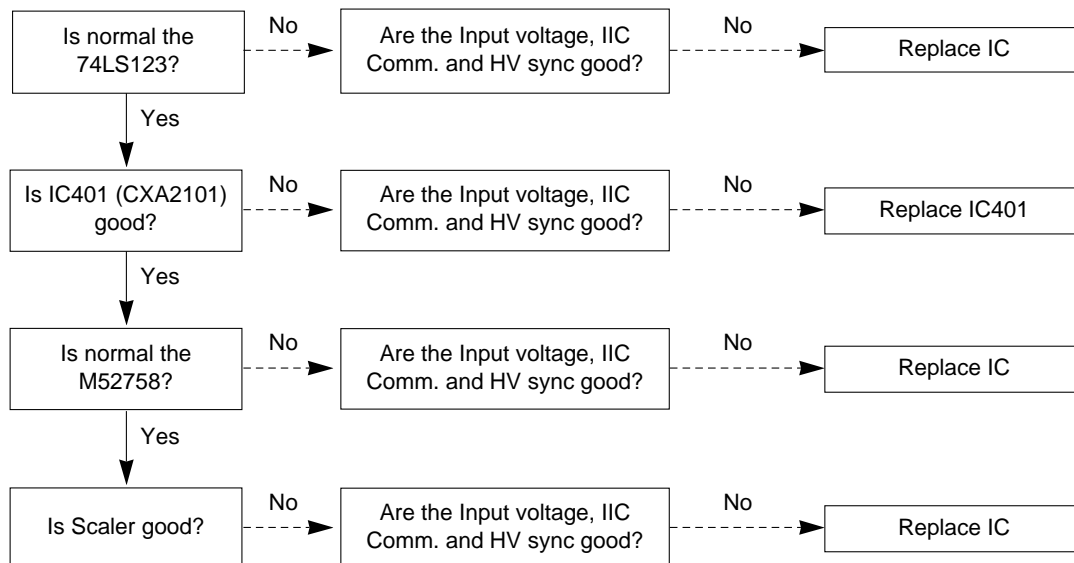 Is normal the
74LS123?
No
Are the Input voltage, IIC
Comm. and HV sync good?
No
Replace IC
Yes
Is IC401 (CXA2101)
good?
No
Are the Input voltage, IIC
Comm. and HV sync good?
No
Replace IC401
Yes
Is normal the
M52758?
No
Are the Input voltage, IIC
Comm. and HV sync good?
No
Replace IC
Yes
Is Scaler good?
No
Are the Input voltage, IIC
Comm. and HV sync good?
No
Replace IC